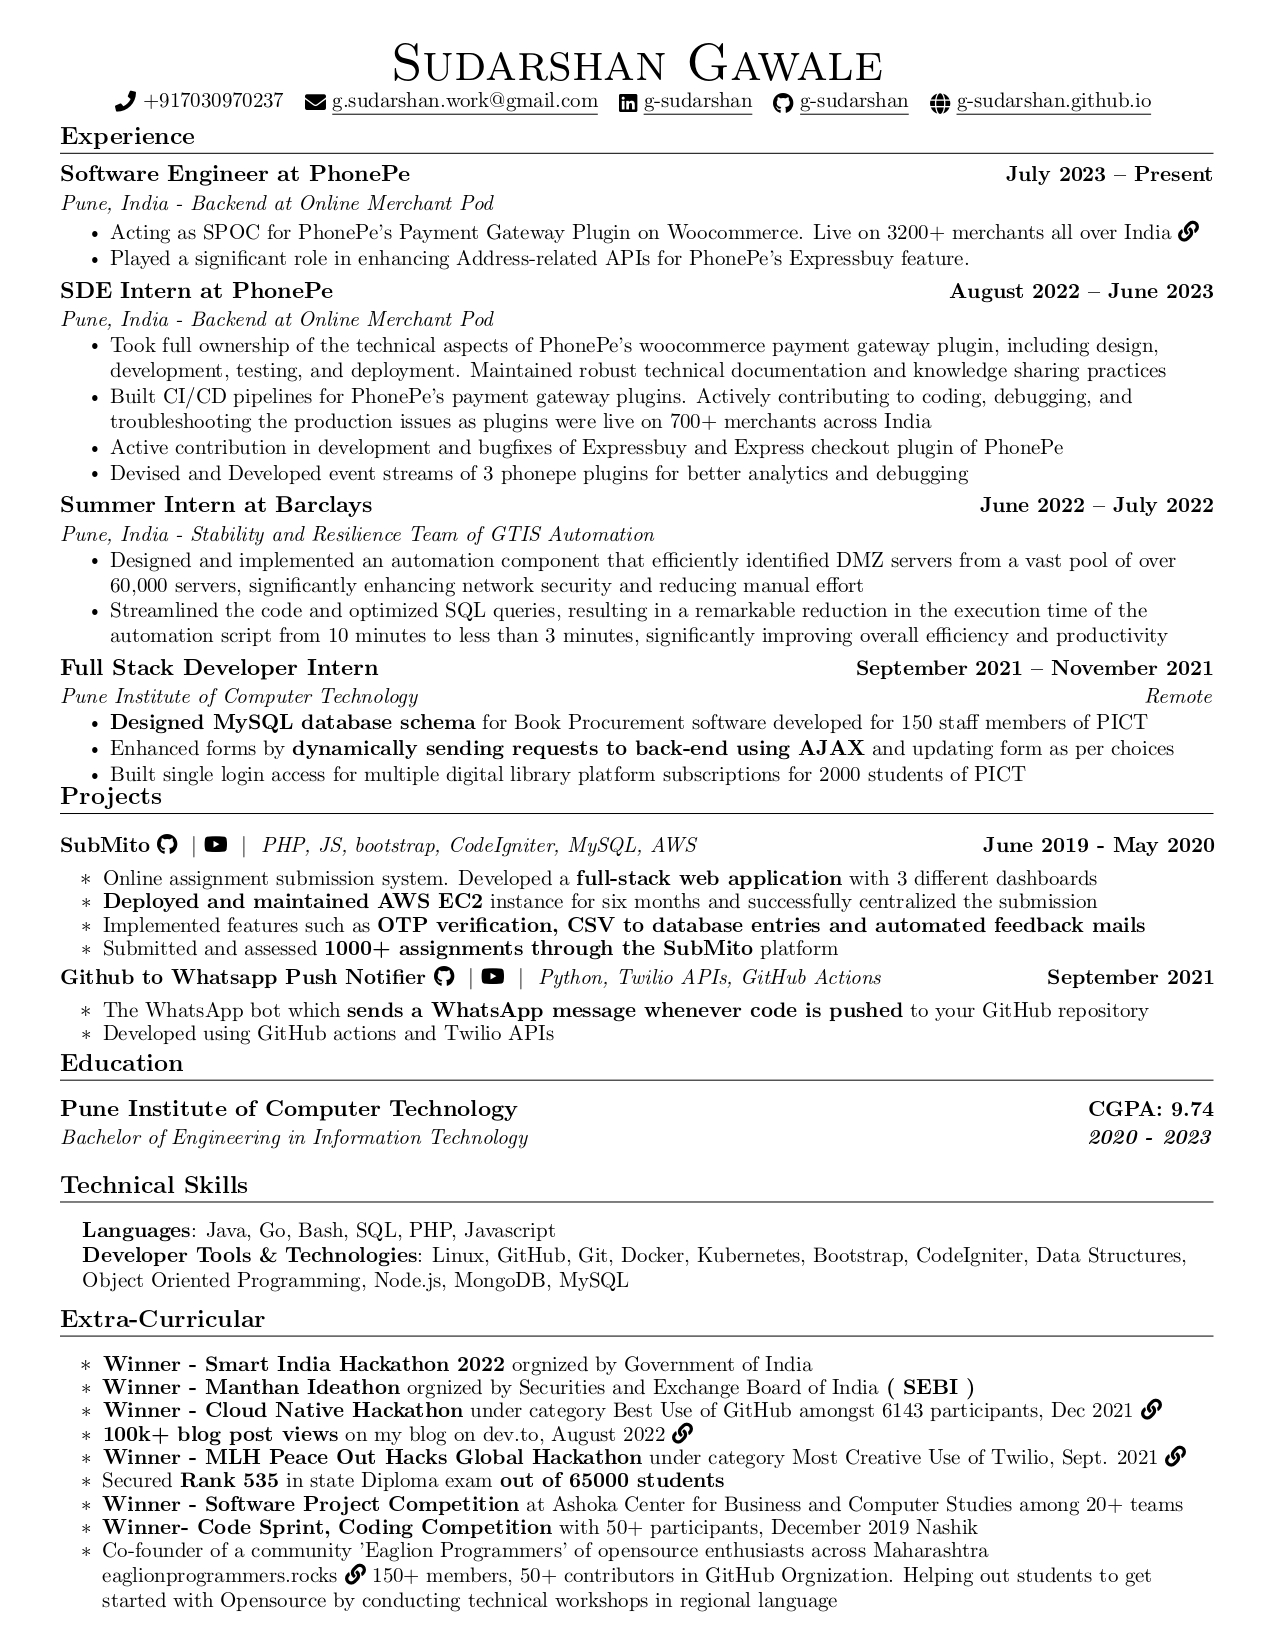 Sudarshan Gawale
+917030970237 g.sudarshan.work@gmail.com g-sudarshan g-sudarshan g-sudarshan.github.io
Experience
Software Engineer at PhonePe July 2023 – Present
Pune, India - Backend at Online Merchant Pod
• Acting as SPOC for PhonePe's Payment Gateway Plugin on Woocommerce. Live on 3200+ merchants all over India
• Played a significant role in enhancing Address-related APIs for PhonePe's Expressbuy feature.
SDE Intern at PhonePe August 2022 – June 2023
Pune, India - Backend at Online Merchant Pod
• Took full ownership of the technical aspects of PhonePe's woocommerce payment gateway plugin, including design,
development, testing, and deployment. Maintained robust technical documentation and knowledge sharing practices
• Built CI/CD pipelines for PhonePe's payment gateway plugins. Actively contributing to coding, debugging, and
troubleshooting the production issues as plugins were live on 700+ merchants across India
• Active contribution in development and bugfixes of Expressbuy and Express checkout plugin of PhonePe
• Devised and Developed event streams of 3 phonepe plugins for better analytics and debugging
Summer Intern at Barclays June 2022 – July 2022
Pune, India - Stability and Resilience Team of GTIS Automation
• Designed and implemented an automation component that efficiently identified DMZ servers from a vast pool of over
60,000 servers, significantly enhancing network security and reducing manual effort
• Streamlined the code and optimized SQL queries, resulting in a remarkable reduction in the execution time of the
automation script from 10 minutes to less than 3 minutes, significantly improving overall efficiency and productivity
Full Stack Developer Intern September 2021 – November 2021
Pune Institute of Computer Technology Remote
• Designed MySQL database schema for Book Procurement software developed for 150 staff members of PICT
• Enhanced forms by dynamically sending requests to back-end using AJAX and updating form as per choices
• Built single login access for multiple digital library platform subscriptions for 2000 students of PICT
Projects
SubMito | | PHP, JS, bootstrap, CodeIgniter, MySQL, AWS June 2019 - May 2020
* Online assignment submission system. Developed a full-stack web application with 3 different dashboards
* Deployed and maintained AWS EC2 instance for six months and successfully centralized the submission
* Implemented features such as OTP verification, CSV to database entries and automated feedback mails
* Submitted and assessed 1000+ assignments through the SubMito platform
Github to Whatsapp Push Notifier | | Python, Twilio APIs, GitHub Actions September 2021
* The WhatsApp bot which sends a WhatsApp message whenever code is pushed to your GitHub repository
* Developed using GitHub actions and Twilio APIs
Education
Pune Institute of Computer Technology CGPA: 9.74
Bachelor of Engineering in Information Technology 2020 - 2023
Technical Skills
Languages: Java, Go, Bash, SQL, PHP, Javascript
Developer Tools & Technologies: Linux, GitHub, Git, Docker, Kubernetes, Bootstrap, CodeIgniter, Data Structures,
Object Oriented Programming, Node.js, MongoDB, MySQL
Extra-Curricular
* Winner - Smart India Hackathon 2022 orgnized by Government of India
* Winner - Manthan Ideathon orgnized by Securities and Exchange Board of India ( SEBI )
* Winner - Cloud Native Hackathon under category Best Use of GitHub amongst 6143 participants, Dec 2021
* 100k+ blog post views on my blog on dev.to, August 2022
* Winner - MLH Peace Out Hacks Global Hackathon under category Most Creative Use of Twilio, Sept. 2021
* Secured Rank 535 in state Diploma exam out of 65000 students
* Winner - Software Project Competition at Ashoka Center for Business and Computer Studies among 20+ teams
* Winner- Code Sprint, Coding Competition with 50+ participants, December 2019 Nashik
* Co-founder of a community 'Eaglion Programmers' of opensource enthusiasts across Maharashtra
eaglionprogrammers.rocks 150+ members, 50+ contributors in GitHub Orgnization. Helping out students to get
started with Opensource by conducting technical workshops in regional language